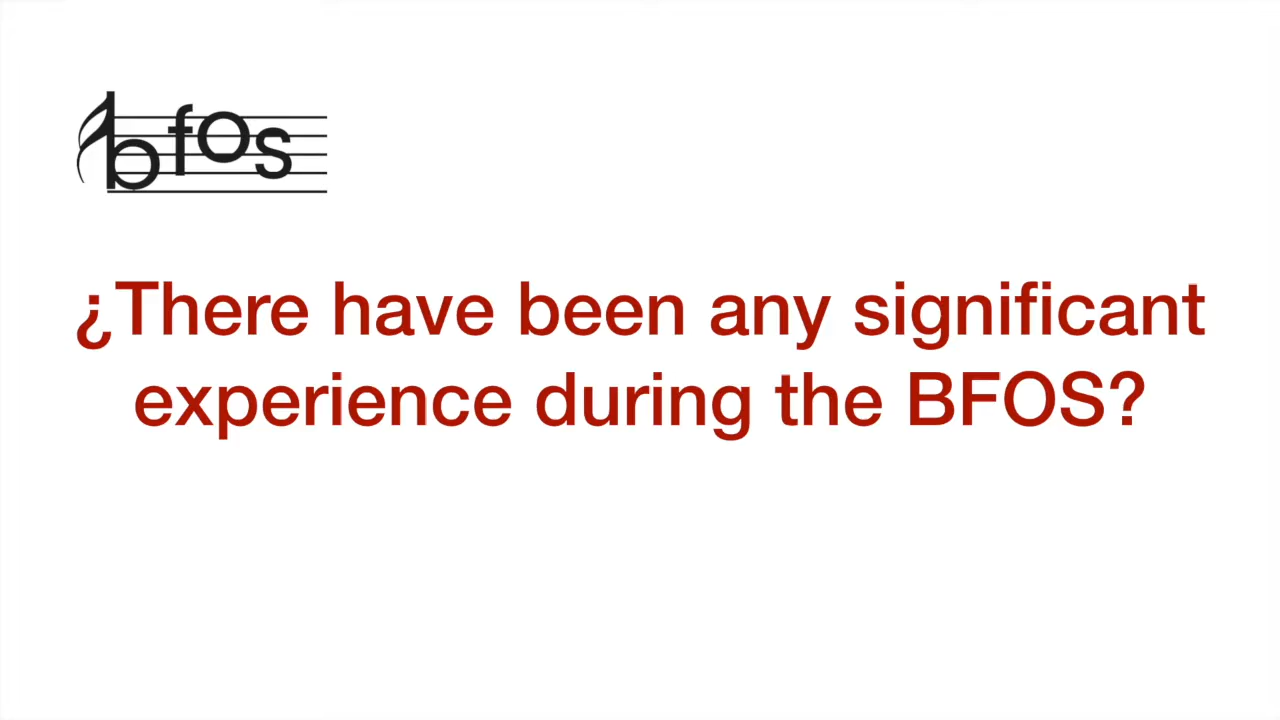 bfos
¿There have been any significant
experience during the BFOS?